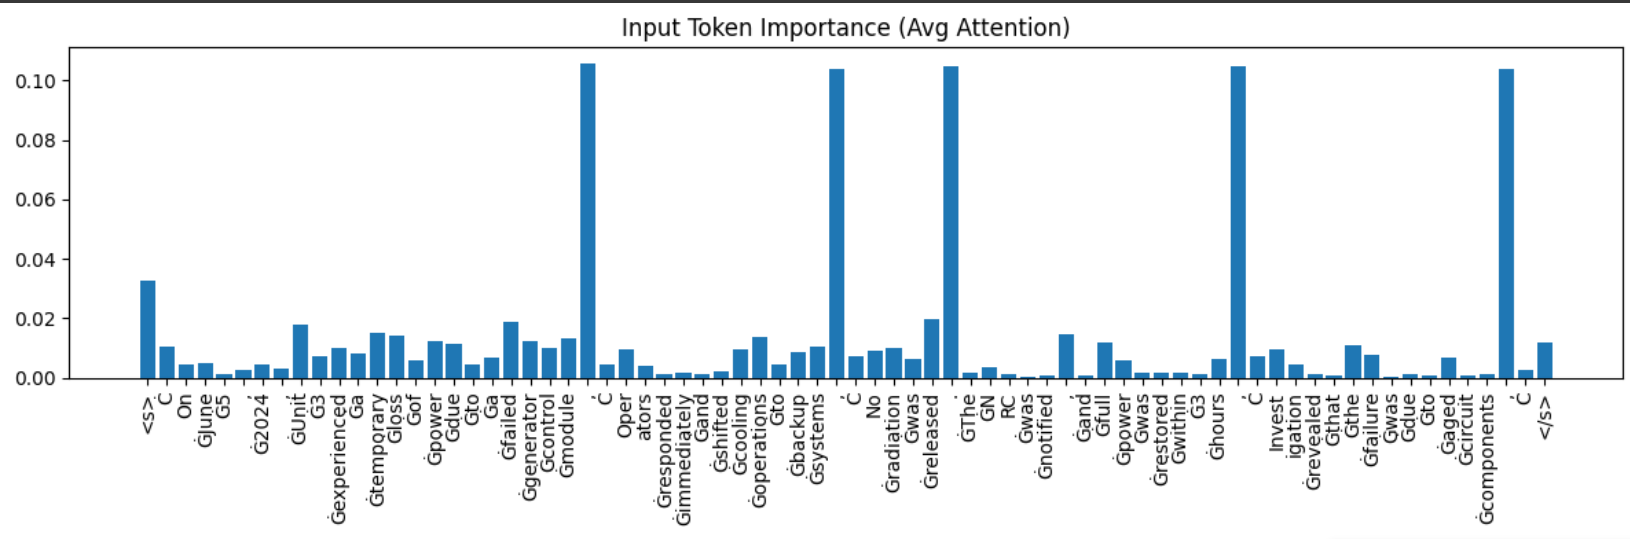 Input Token Importance (Avg Attention)
0.10
0.08
0.06
0.04
0.02
0.00
<s>
Ċ
On
ĠJune
Ġ5
,
Ġ2024
,
ĠUnit
Ġ3
Ġexperienced
Ġa
Ġtemporary
Ġloss
Ġof
Ġpower
Ġdue
Ġto
Ġa
Ġfailed
Ġgenerator
Ġcontrol
Ġmodule
.
Ċ
Oper
ators
Ġresponded
Ġimmediately
Ġand
Ġshifted
Ġcooling
Ġoperations
Ġto
Ġbackup
Ġsystems
.
Ċ
No
Ġradiation
Ġwas
Ġreleased
.
ĠThe
ĠN
RC
Ġwas
Ġnotified
,
Ġand
Ġfull
Ġpower
Ġwas
Ġrestored
Ġwithin
Ġ3
Ġhours
.
Ċ
Invest
igation
Ġrevealed
Ġthat
Ġthe
Ġfailure
Ġwas
Ġdue
Ġto
Ġaged
Ġcircuit
Ġcomponents
.
Ċ
</s>